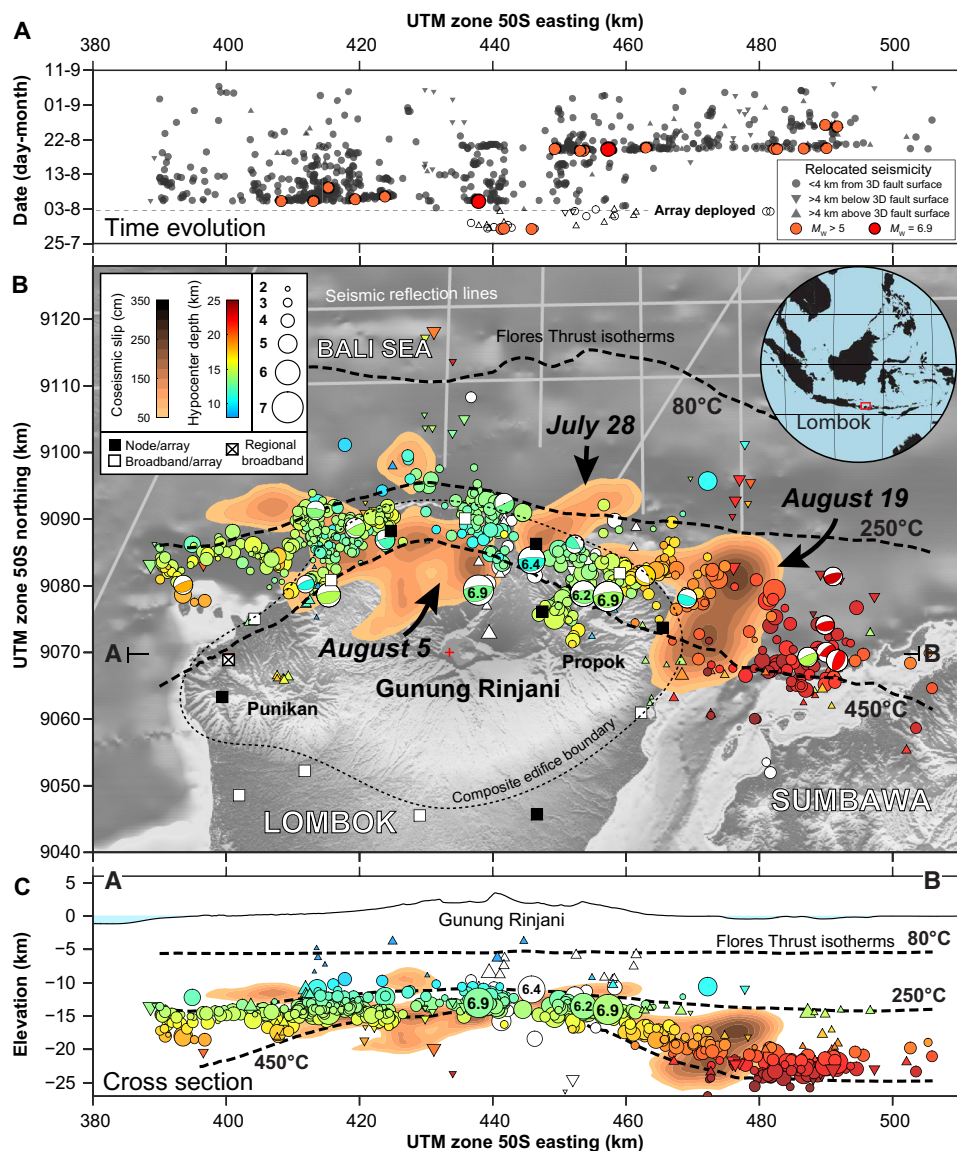 UTM zone 50S easting (km)
A
380 400 420 440 460 480 500
Date (day-month)
11-9
01-9
22-8
13-8
03-8
25-7
Array deployed
Time evolution
Relocated seismicity
<4 km from 3D fault surface
>4 km below 3D fault surface
>4 km above 3D fault surface
Mw > 5 Mw = 6.9
B
UTM zone 50S northing (km)
9120
9110
9100
9090
9080
9070
9060
9050
9040
Coseismic slip (cm)
350
250
150
50
Hypocenter depth (km)
25
20
15
10
2
3
4
5
6
7
Node/array
Broadband/array
Regional
broadband
Seismic reflection lines
BALI SEA
Flores Thrust isotherms
80°C
Lombok
July 28
August 19
250°C
6.4
6.9
6.2
6.9
August 5
A
B
Propok
Gunung Rinjani
Punikan
450°C
Composite edifice boundary
LOMBOK
SUMBAWA
C
A
B
Elevation (km)
5
0
−5
−10
−15
−20
−25
Gunung Rinjani
Flores Thrust isotherms 80°C
6.4
6.9
6.2
6.9
250°C
450°C
Cross section
380 400 420 440 460 480 500
UTM zone 50S easting (km)